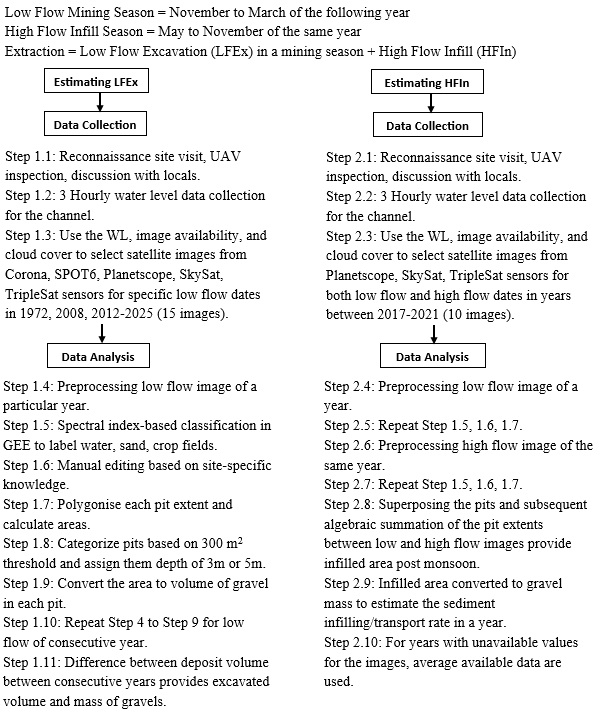 Low Flow Mining Season = November to March of the following year
High Flow Infill Season = May to November of the same year
Extraction = Low Flow Excavation (LFEx) in a mining season + High Flow Infill (HFIn)
Estimating LFEx
Data Collection
Step 1.1: Reconnaissance site visit, UAV
inspection, discussion with locals.
Step 1.2: 3 Hourly water level data collection
for the channel.
Step 1.3: Use the WL, image availability, and
cloud cover to select satellite images from
Corona, SPOT6, Planetscope, SkySat,
TripleSat sensors for specific low flow dates
in 1972, 2008, 2012-2025 (15 images).
Data Analysis
Step 1.4: Preprocessing low flow image of a
particular year.
Step 1.5: Spectral index-based classification in
GEE to label water, sand, crop fields.
Step 1.6: Manual editing based on site-specific
knowledge.
Step 1.7: Polygonise each pit extent and
calculate areas.
Step 1.8: Categorize pits based on 300 m²
threshold and assign them depth of 3m or 5m.
Step 1.9: Convert the area to volume of gravel
in each pit.
Step 1.10: Repeat Step 4 to Step 9 for low
flow of consecutive year.
Step 1.11: Difference between deposit volume
between consecutive years provides excavated
volume and mass of gravels.
Estimating HFIn
Data Collection
Step 2.1: Reconnaissance site visit, UAV
inspection, discussion with locals.
Step 2.2: 3 Hourly water level data collection
for the channel.
Step 2.3: Use the WL, image availability, and
cloud cover to select satellite images from
Planetscope, SkySat, TripleSat sensors for
both low flow and high flow dates in years
between 2017-2021 (10 images).
Data Analysis
Step 2.4: Preprocessing low flow image of a
year.
Step 2.5: Repeat Step 1.5, 1.6, 1.7.
Step 2.6: Preprocessing high flow image of the
same year.
Step 2.7: Repeat Step 1.5, 1.6, 1.7.
Step 2.8: Superposing the pits and subsequent
algebraic summation of the pit extents
between low and high flow images provide
infilled area post monsoon.
Step 2.9: Infilled area converted to gravel
mass to estimate the sediment
infilling/transport rate in a year.
Step 2.10: For years with unavailable values
for the images, average available data are
used.